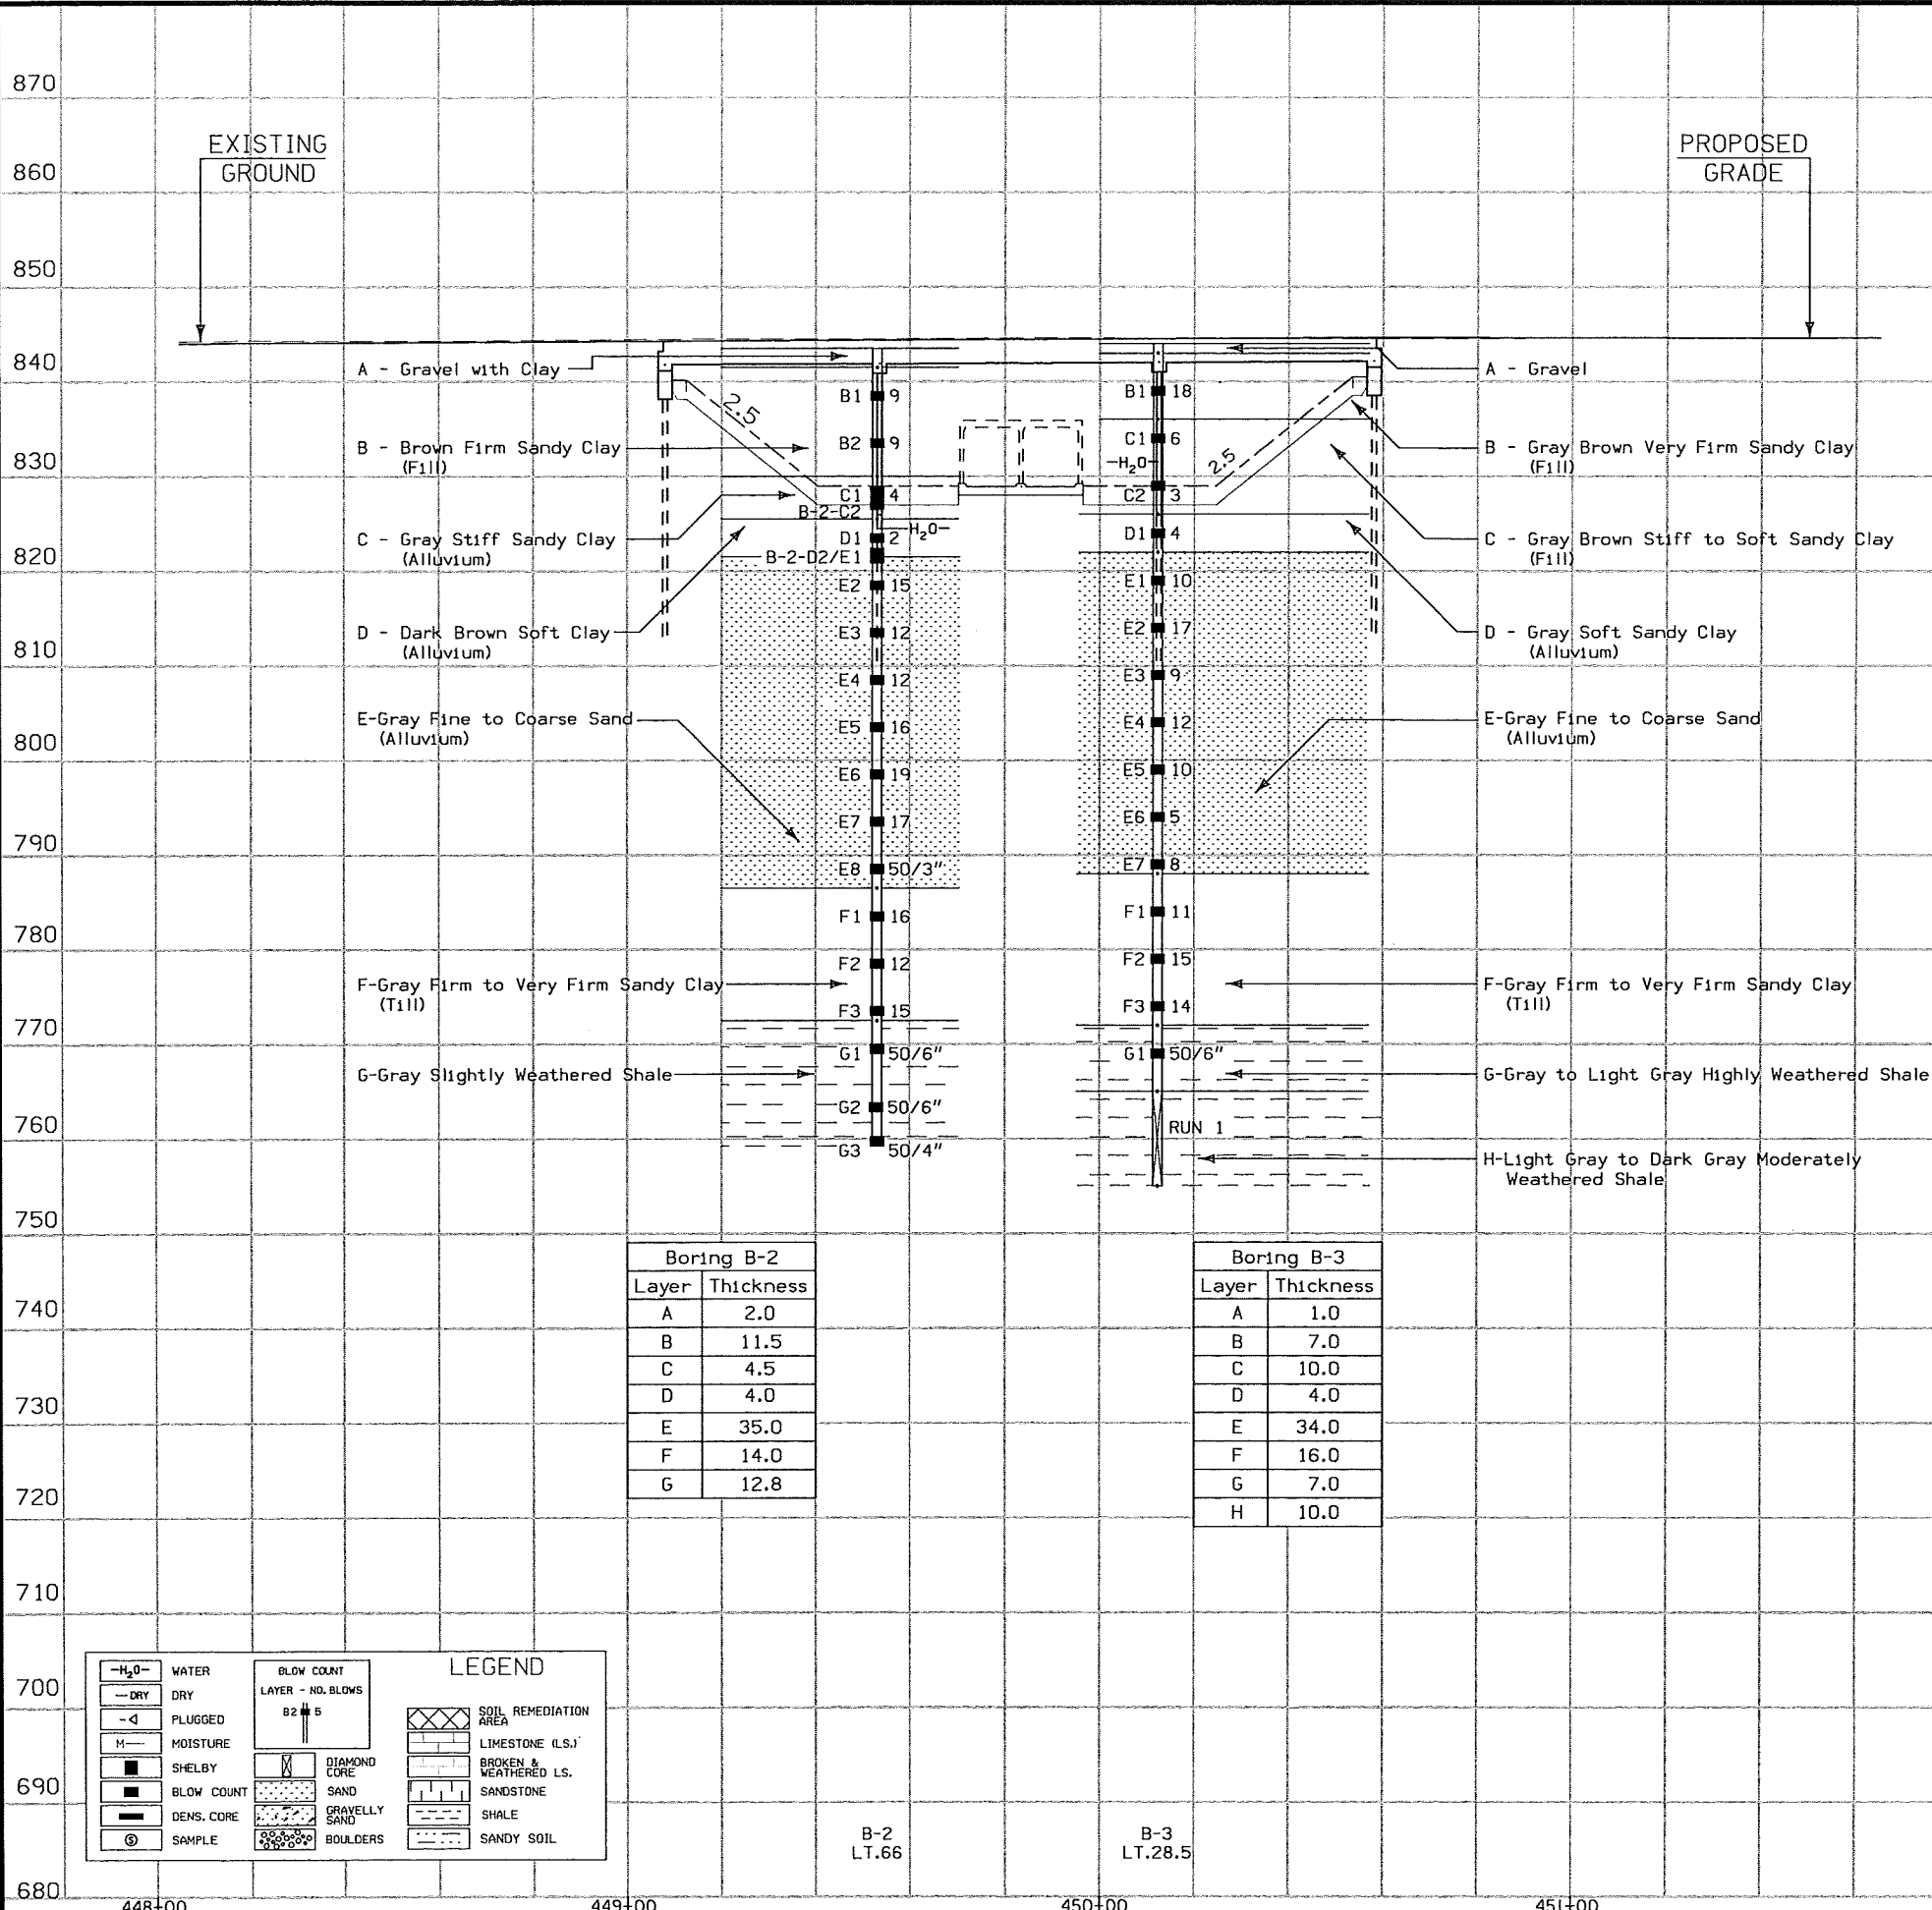 870
EXISTING
GROUND
PROPOSED
GRADE
860
850
840
A - Gravel with Clay
A - Gravel
B1 9
B1 18
2.5
B2 9
C1 6
B - Brown Firm Sandy Clay
(Fill)
B - Gray Brown Very Firm Sandy Clay
(Fill)
830
-H₂O-
2.5
C1 4
C2 3
B-2-C2
-H₂O-
C - Gray Stiff Sandy Clay
(Alluvium)
D1 2
D1 4
C - Gray Brown Stiff to Soft Sandy Clay
(Fill)
820
B-2-D2/E1
E2 15
E1 10
D - Dark Brown Soft Clay
(Alluvium)
E3 12
E2 17
D - Gray Soft Sandy Clay
(Alluvium)
810
E4 12
E3 9
E-Gray Fine to Coarse Sand
(Alluvium)
E5 16
E4 12
E-Gray Fine to Coarse Sand
(Alluvium)
800
E6 19
E5 10
E7 17
E6 5
790
E8 50/3"
E7 8
F1 16
F1 11
780
F2 12
F2 15
F-Gray Firm to Very Firm Sandy Clay
(Till)
F-Gray Firm to Very Firm Sandy Clay
(Till)
F3 15
F3 14
770
G1 50/6"
G1 50/6"
G-Gray Slightly Weathered Shale
G-Gray to Light Gray Highly Weathered Shale
G2 50/6"
760
RUN 1
G3 50/4"
H-Light Gray to Dark Gray Moderately
Weathered Shale
750
Boring B-2
Layer Thickness
A 2.0
B 11.5
C 4.5
D 4.0
E 35.0
F 14.0
G 12.8
Boring B-3
Layer Thickness
A 1.0
B 7.0
C 10.0
D 4.0
E 34.0
F 16.0
G 7.0
H 10.0
740
730
720
710
700
690
680
LEGEND
-H₂O- WATER
—DRY DRY
PLUGGED
M— MOISTURE
SHELBY
BLOW COUNT
DENS. CORE
S SAMPLE
BLOW COUNT
LAYER - NO. BLOWS
B2 5
DIAMOND
CORE
SAND
GRAVELLY
SAND
BOULDERS
SOIL REMEDIATION
AREA
LIMESTONE (LS.)
BROKEN &
WEATHERED LS.
SANDSTONE
SHALE
SANDY SOIL
B-2
LT.66
B-3
LT.28.5
448+00
449+00
450+00
451+00